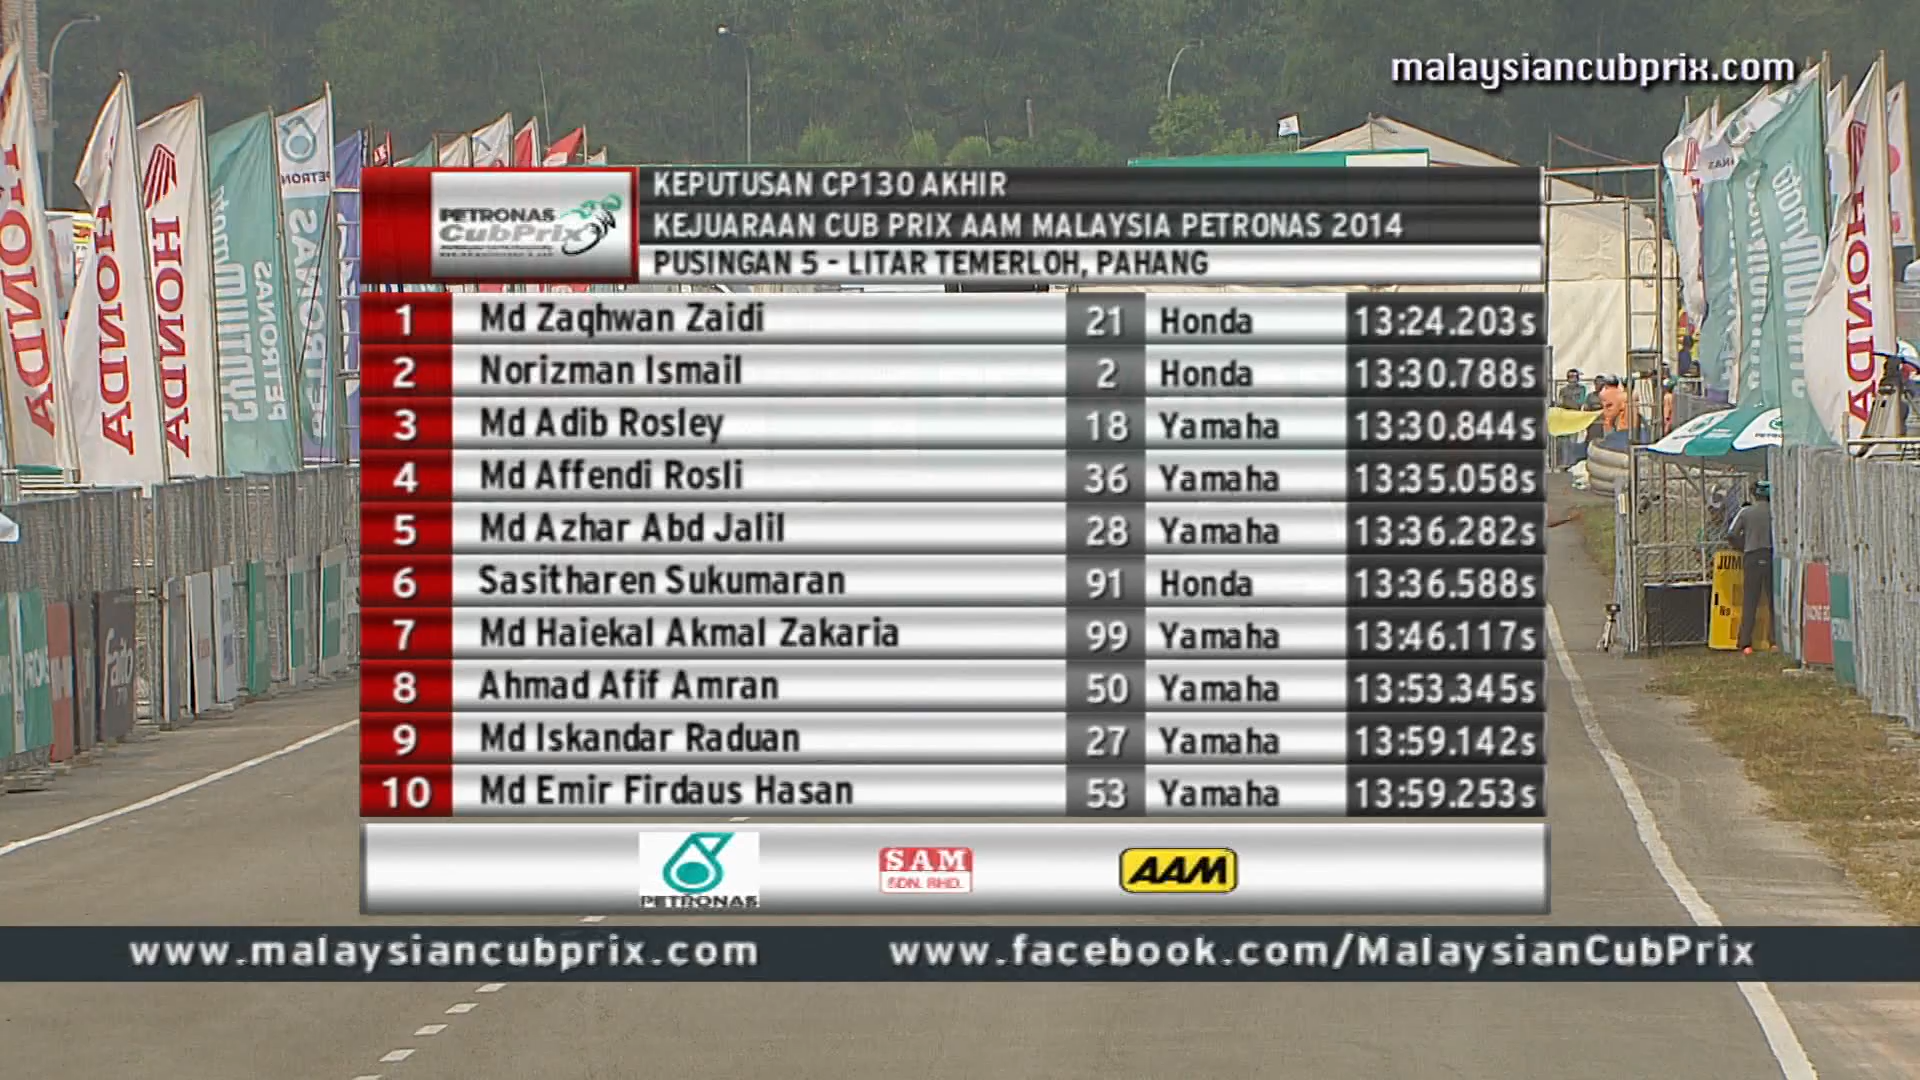 malaysiancubprix.com
PETRONAS
CubPrix
KEPUTUSAN CP130 AKHIR
KEJUARAAN CUB PRIX AAM MALAYSIA PETRONAS 2014
PUSINGAN 5 - LITAR TEMERLOH, PAHANG
1 Md Zaqhwan Zaidi 21 Honda 13:24.203s
2 Norizman Ismail 2 Honda 13:30.788s
3 Md Adib Rosley 18 Yamaha 13:30.844s
4 Md Affendi Rosli 36 Yamaha 13:35.058s
5 Md Azhar Abd Jalil 28 Yamaha 13:36.282s
6 Sasitharen Sukumaran 91 Honda 13:36.588s
7 Md Haiekal Akmal Zakaria 99 Yamaha 13:46.117s
8 Ahmad Afif Amran 50 Yamaha 13:53.345s
9 Md Iskandar Raduan 27 Yamaha 13:59.142s
10 Md Emir Firdaus Hasan 53 Yamaha 13:59.253s
PETRONAS
SAM
SDN. BHD.
AAM
www.malaysiancubprix.com www.facebook.com/MalaysianCubPrix
HONDA
HONDA
HONDA
Syntium moto
PETRONAS
PETRONAS
HONDA
faito